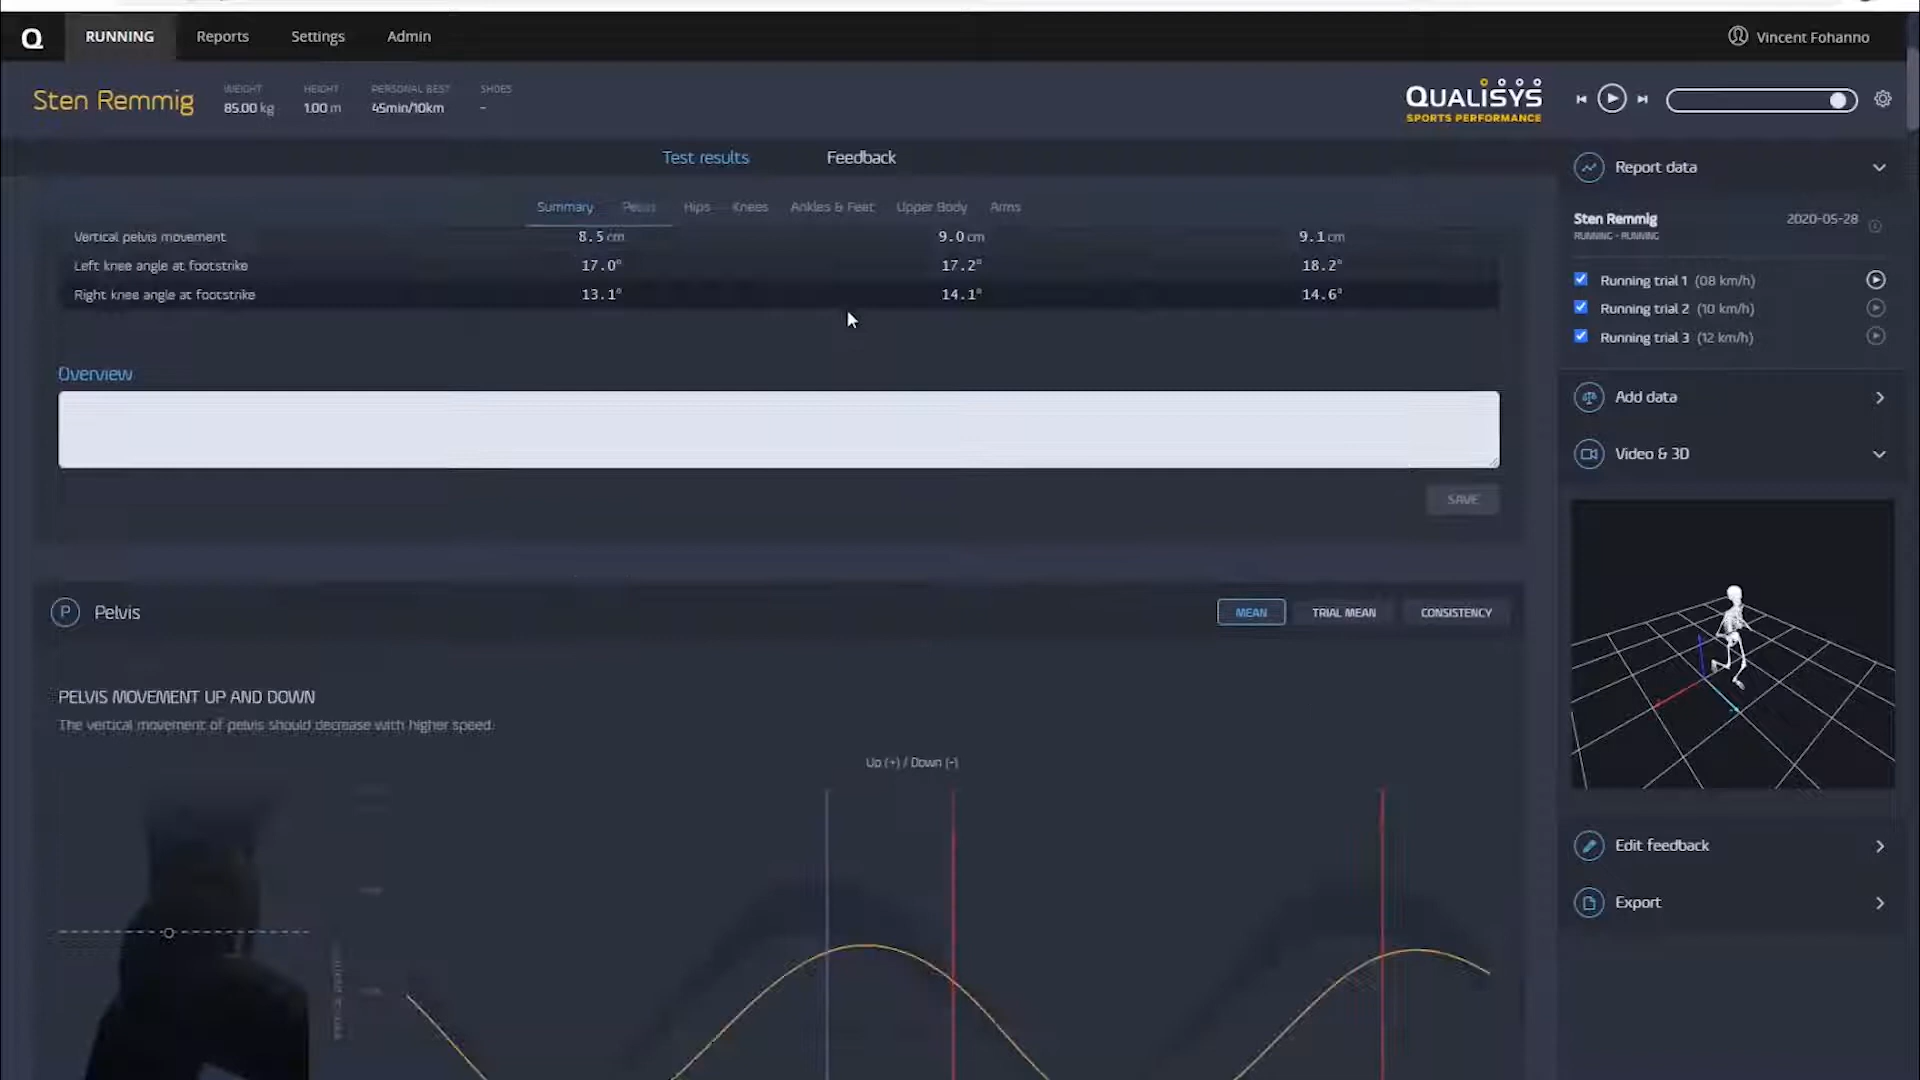 Q RUNNING Reports Settings Admin Vincent Fohanno
Sten Remmig
WEIGHT 85.00 kg
HEIGHT 1.00 m
PERSONAL BEST 45min/10km
SHOES -
QUALISYS
SPORTS PERFORMANCE
Test results Feedback
Summary Pelvis Hips Knees Ankles & Feet Upper Body Arms
Vertical pelvis movement 8.5 cm 9.0 cm 9.1 cm
Left knee angle at footstrike 17.0° 17.2° 18.2°
Right knee angle at footstrike 13.1° 14.1° 14.6°
Overview
SAVE
P Pelvis MEAN TRIAL MEAN CONSISTENCY
PELVIS MOVEMENT UP AND DOWN
The vertical movement of pelvis should decrease with higher speed.
Up (+) / Down (-)
Report data
Sten Remmig 2020-05-28
RUNNING - RUNNING
Running trial 1 (08 km/h)
Running trial 2 (10 km/h)
Running trial 3 (12 km/h)
Add data
Video & 3D
Edit feedback
Export